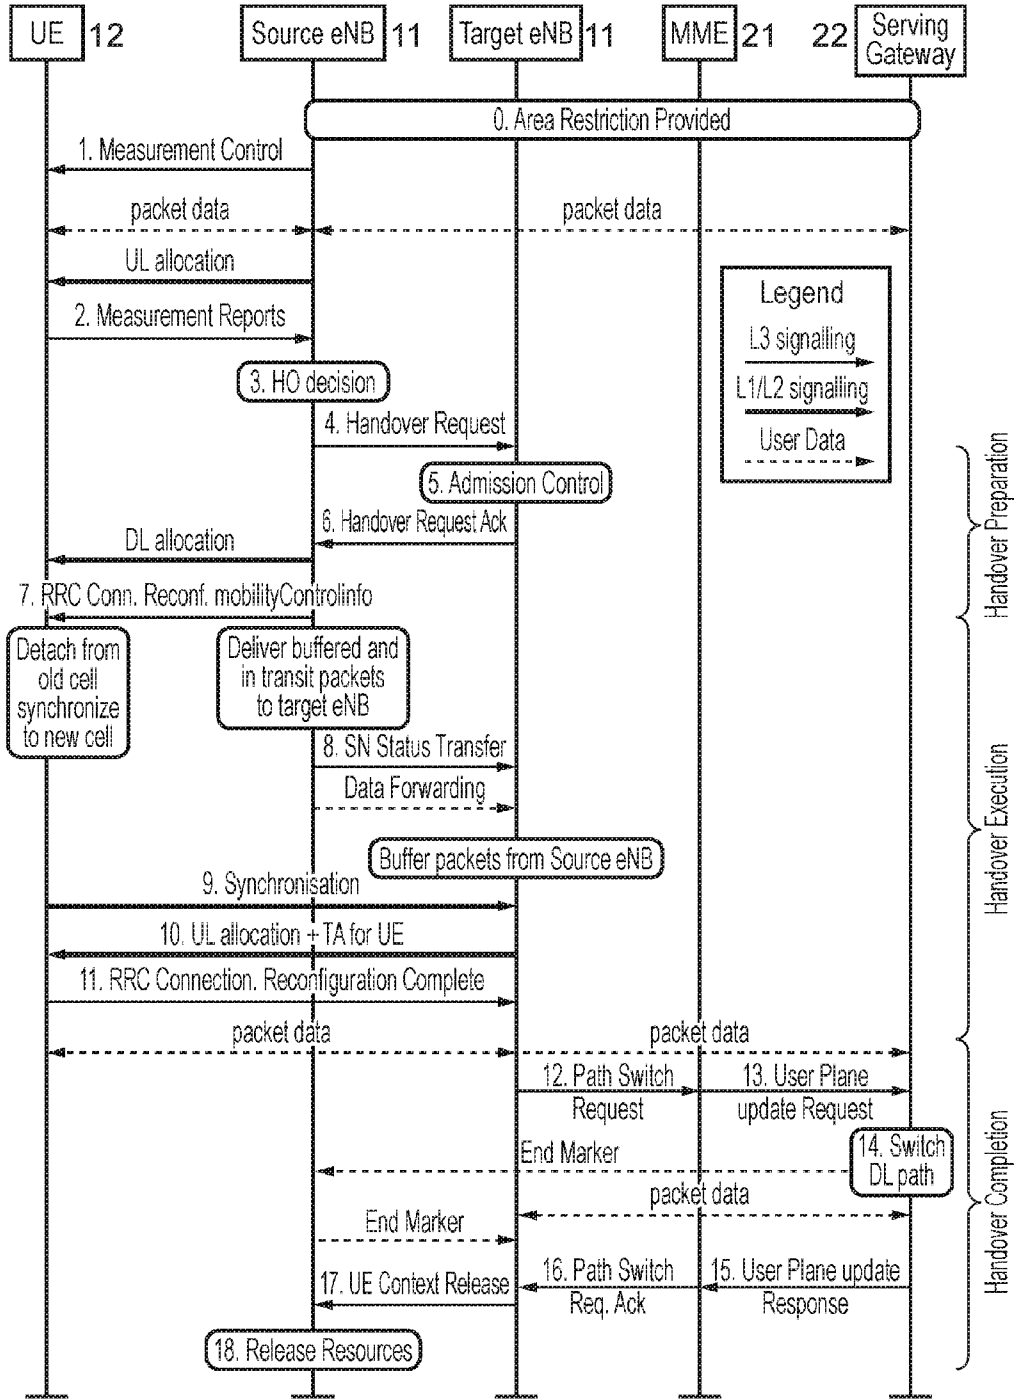 UE 12
Source eNB 11
Target eNB 11
MME 21
22 Serving
Gateway
0. Area Restriction Provided
1. Measurement Control
packet data
packet data
UL allocation
Legend
L3 signalling
L1/L2 signalling
User Data
2. Measurement Reports
3. HO decision
4. Handover Request
5. Admission Control
6. Handover Request Ack
DL allocation
7. RRC Conn. Reconf. mobilityControlinfo
Handover Preparation
Detach from
old cell
synchronize
to new cell
Deliver buffered and
in transit packets
to target eNB
8. SN Status Transfer
Data Forwarding
Buffer packets from Source eNB
9. Synchronisation
10. UL allocation + TA for UE
11. RRC Connection. Reconfiguration Complete
Handover Execution
packet data
packet data
12. Path Switch
Request
13. User Plane
update Request
14. Switch
DL path
End Marker
packet data
End Marker
16. Path Switch
Req. Ack
15. User Plane update
Response
17. UE Context Release
18. Release Resources
Handover Completion